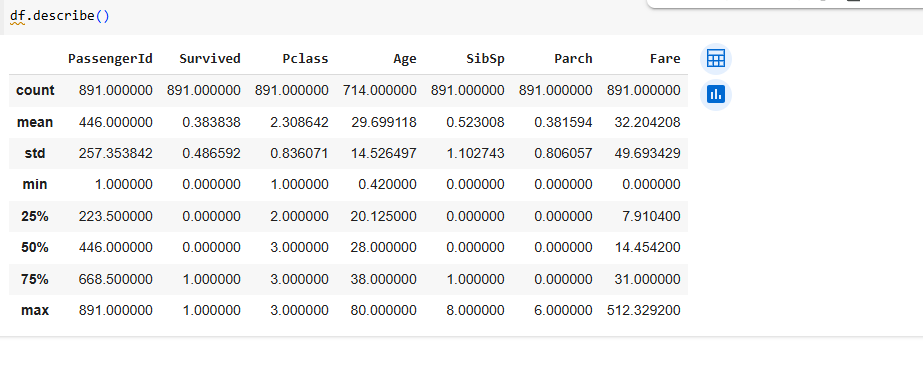 df.describe()
PassengerId Survived Pclass Age SibSp Parch Fare
count 891.000000 891.000000 891.000000 714.000000 891.000000 891.000000 891.000000
mean 446.000000 0.383838 2.308642 29.699118 0.523008 0.381594 32.204208
std 257.353842 0.486592 0.836071 14.526497 1.102743 0.806057 49.693429
min 1.000000 0.000000 1.000000 0.420000 0.000000 0.000000 0.000000
25% 223.500000 0.000000 2.000000 20.125000 0.000000 0.000000 7.910400
50% 446.000000 0.000000 3.000000 28.000000 0.000000 0.000000 14.454200
75% 668.500000 1.000000 3.000000 38.000000 1.000000 0.000000 31.000000
max 891.000000 1.000000 3.000000 80.000000 8.000000 6.000000 512.329200